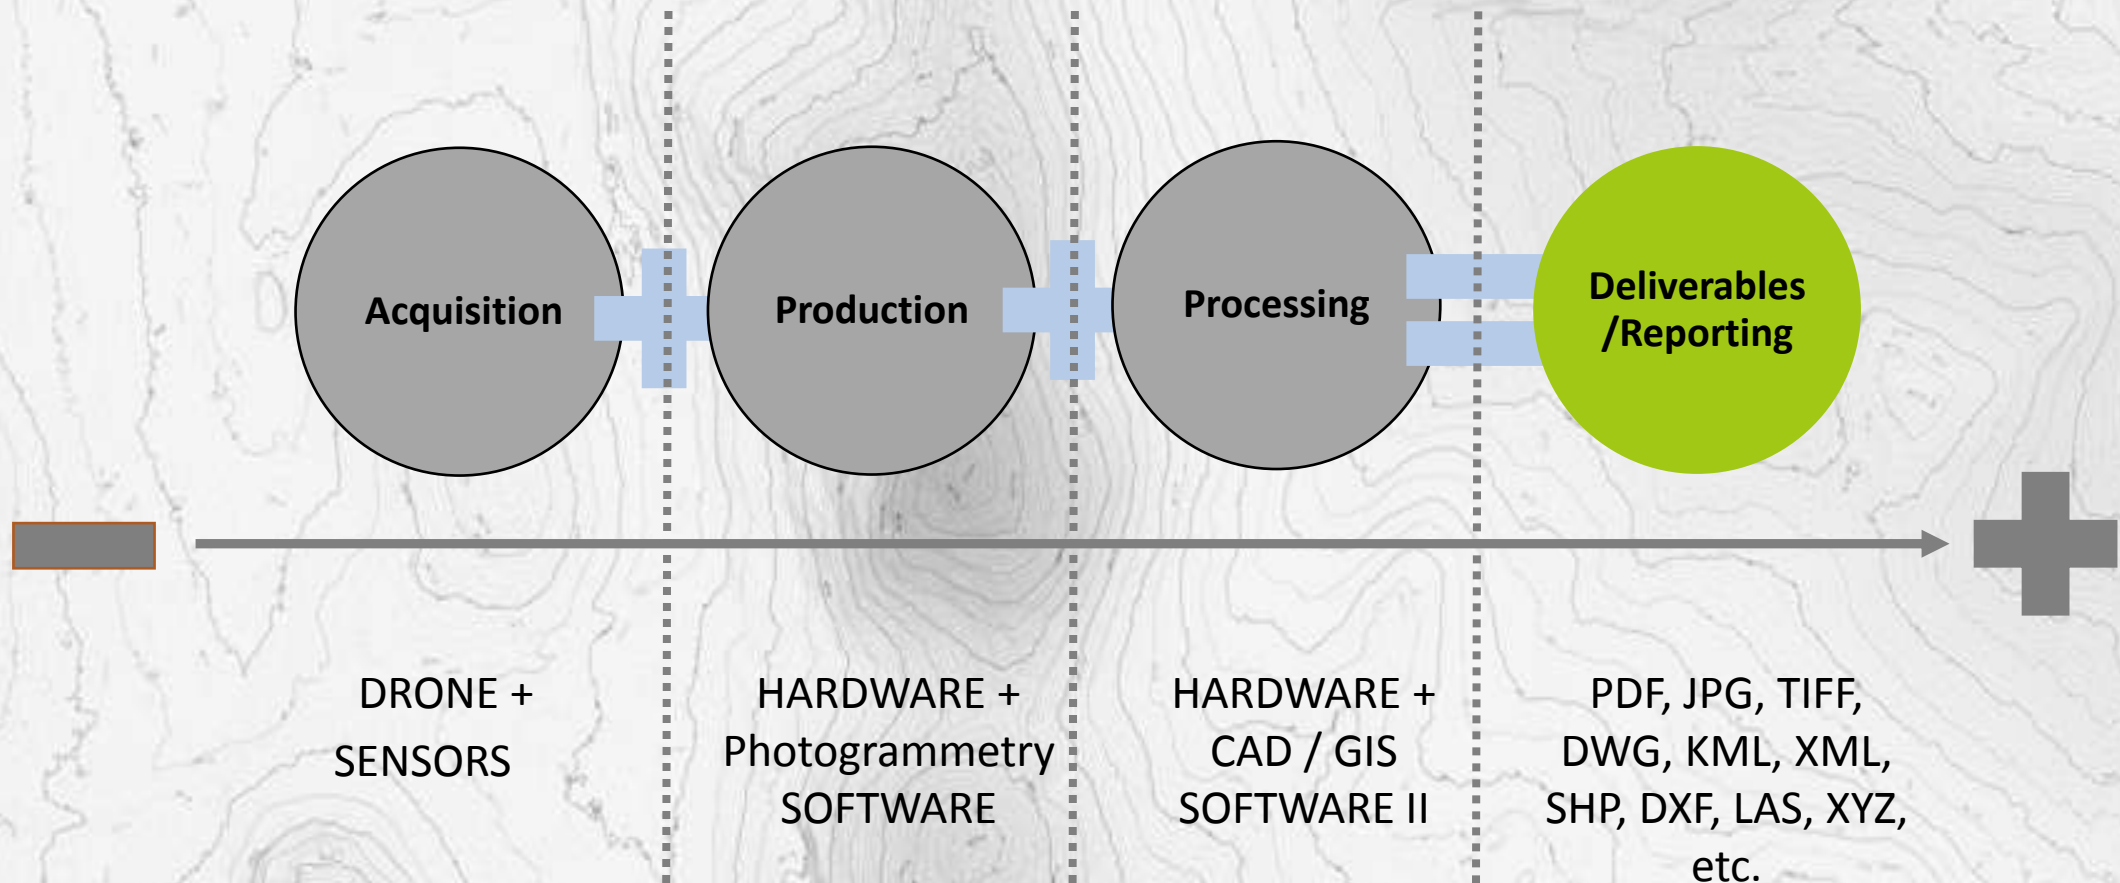 Acquisition
Production
Processing
Deliverables
/Reporting
DRONE +
SENSORS
HARDWARE +
Photogrammetry
SOFTWARE
HARDWARE +
CAD / GIS
SOFTWARE II
PDF, JPG, TIFF,
DWG, KML, XML,
SHP, DXF, LAS, XYZ,
etc.